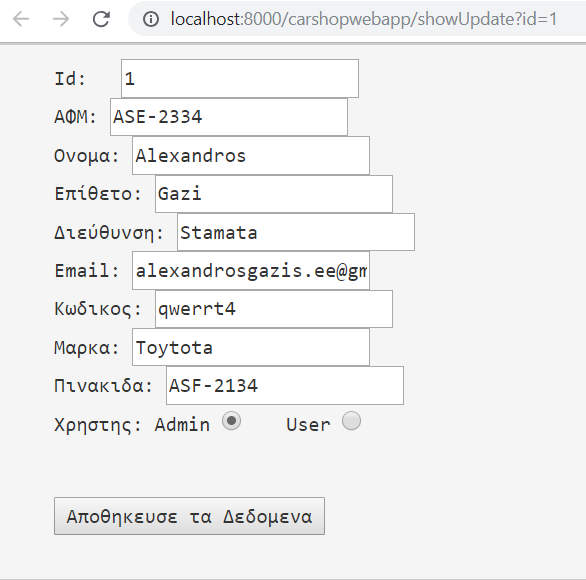 localhost:8000/carshopwebapp/showUpdate?id=1
Id: 1
ΑΦΜ: ASE-2334
Ονομα: Alexandros
Επίθετο: Gazi
Διεύθυνση: Stamata
Email: alexandrosgazis.ee@gm
Κωδικος: qwerrt4
Μαρκα: Toytota
Πινακιδα: ASF-2134
Χρηστης: Admin User
Αποθηκευσε τα Δεδομενα